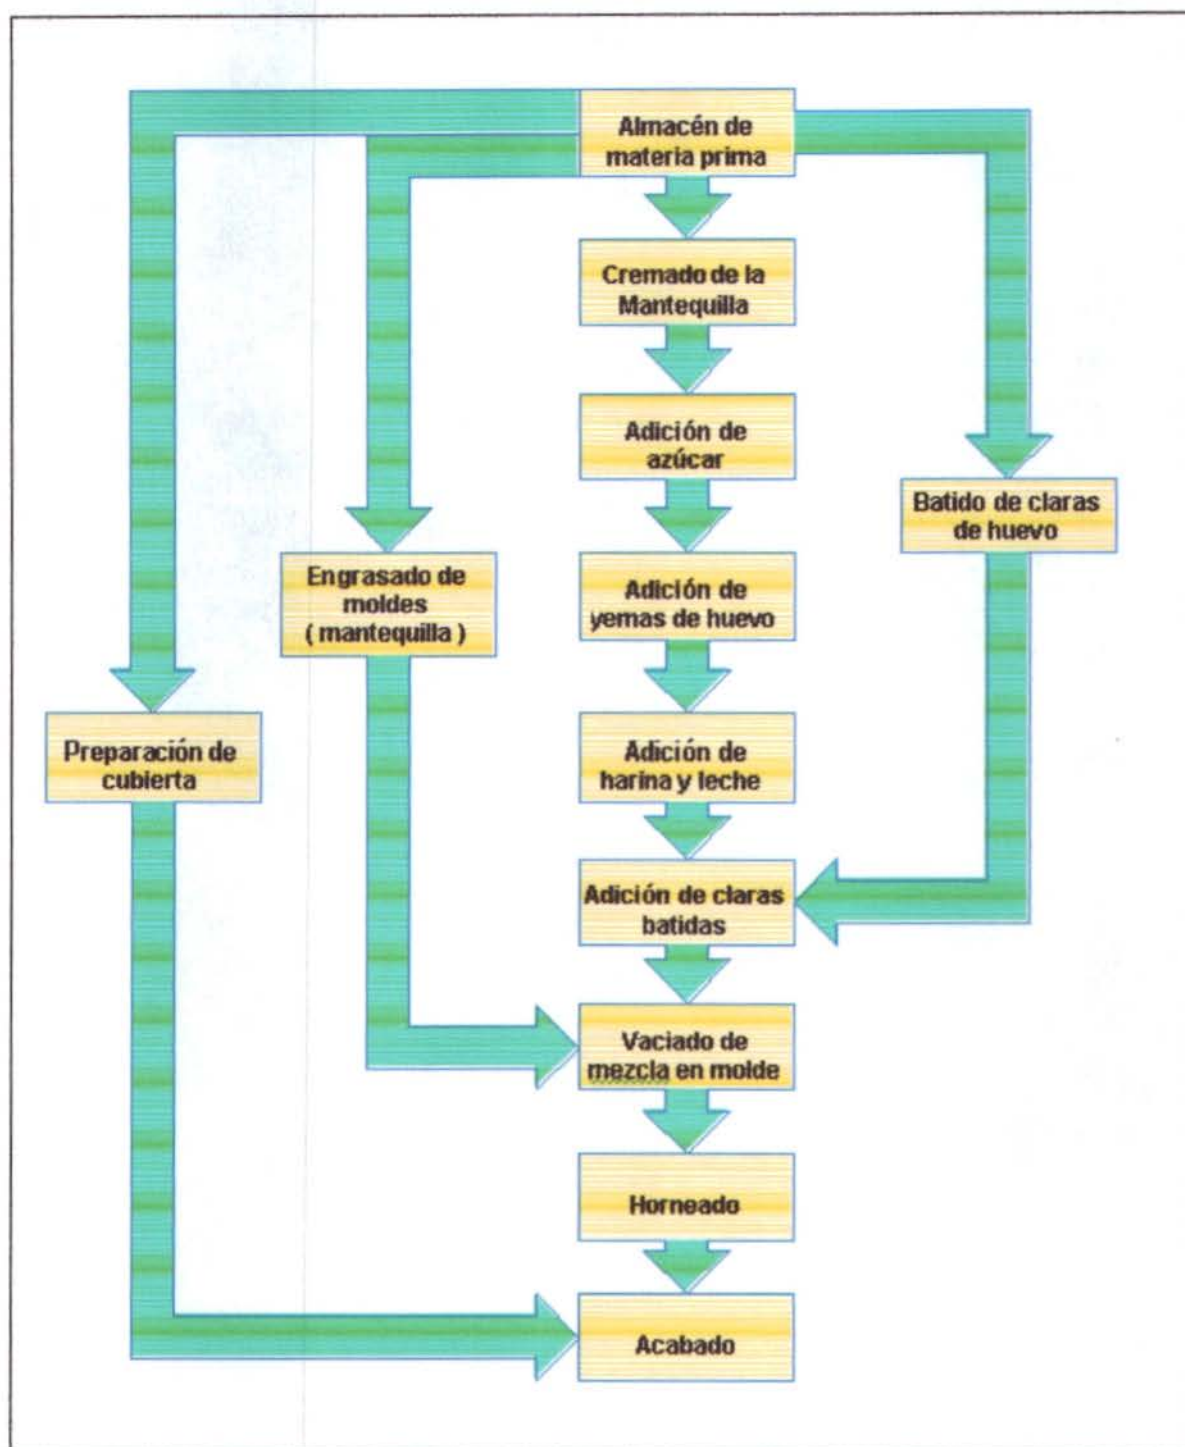 Almacén de
materia prima
Cremado de la
Mantequilla
Adición de
azúcar
Batido de claras
de huevo
Engrasado de
moldes
( mantequilla )
Adición de
yemas de huevo
Preparación de
cubierta
Adición de
harina y leche
Adición de claras
batidas
Vaciado de
mezcla en molde
Horneado
Acabado